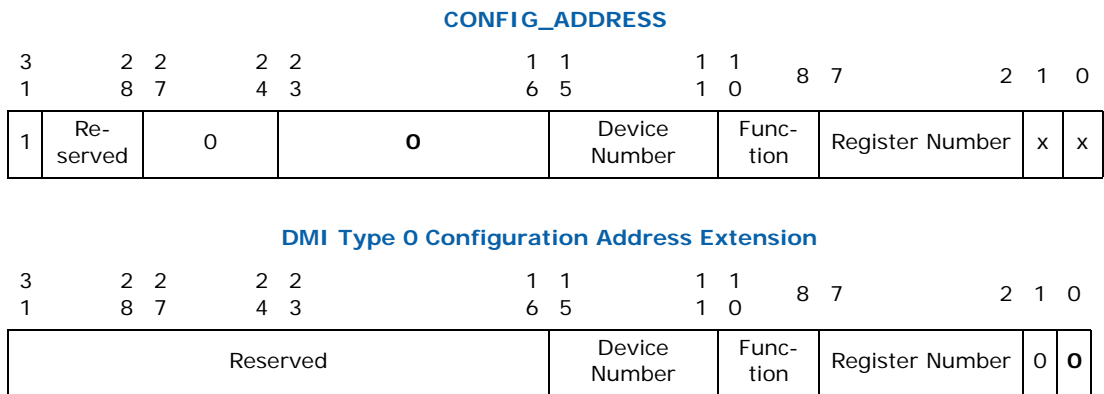 CONFIG_ADDRESS
3 2 2 2 2 1 1 1 1 8 7 2 1 0
1 8 7 4 3 6 5 1 0
1 Re- 0 0 Device Func- Register Number x x
served Number tion
DMI Type 0 Configuration Address Extension
3 2 2 2 2 1 1 1 1 8 7 2 1 0
1 8 7 4 3 6 5 1 0
Reserved Device Func- Register Number 0 0
Number tion